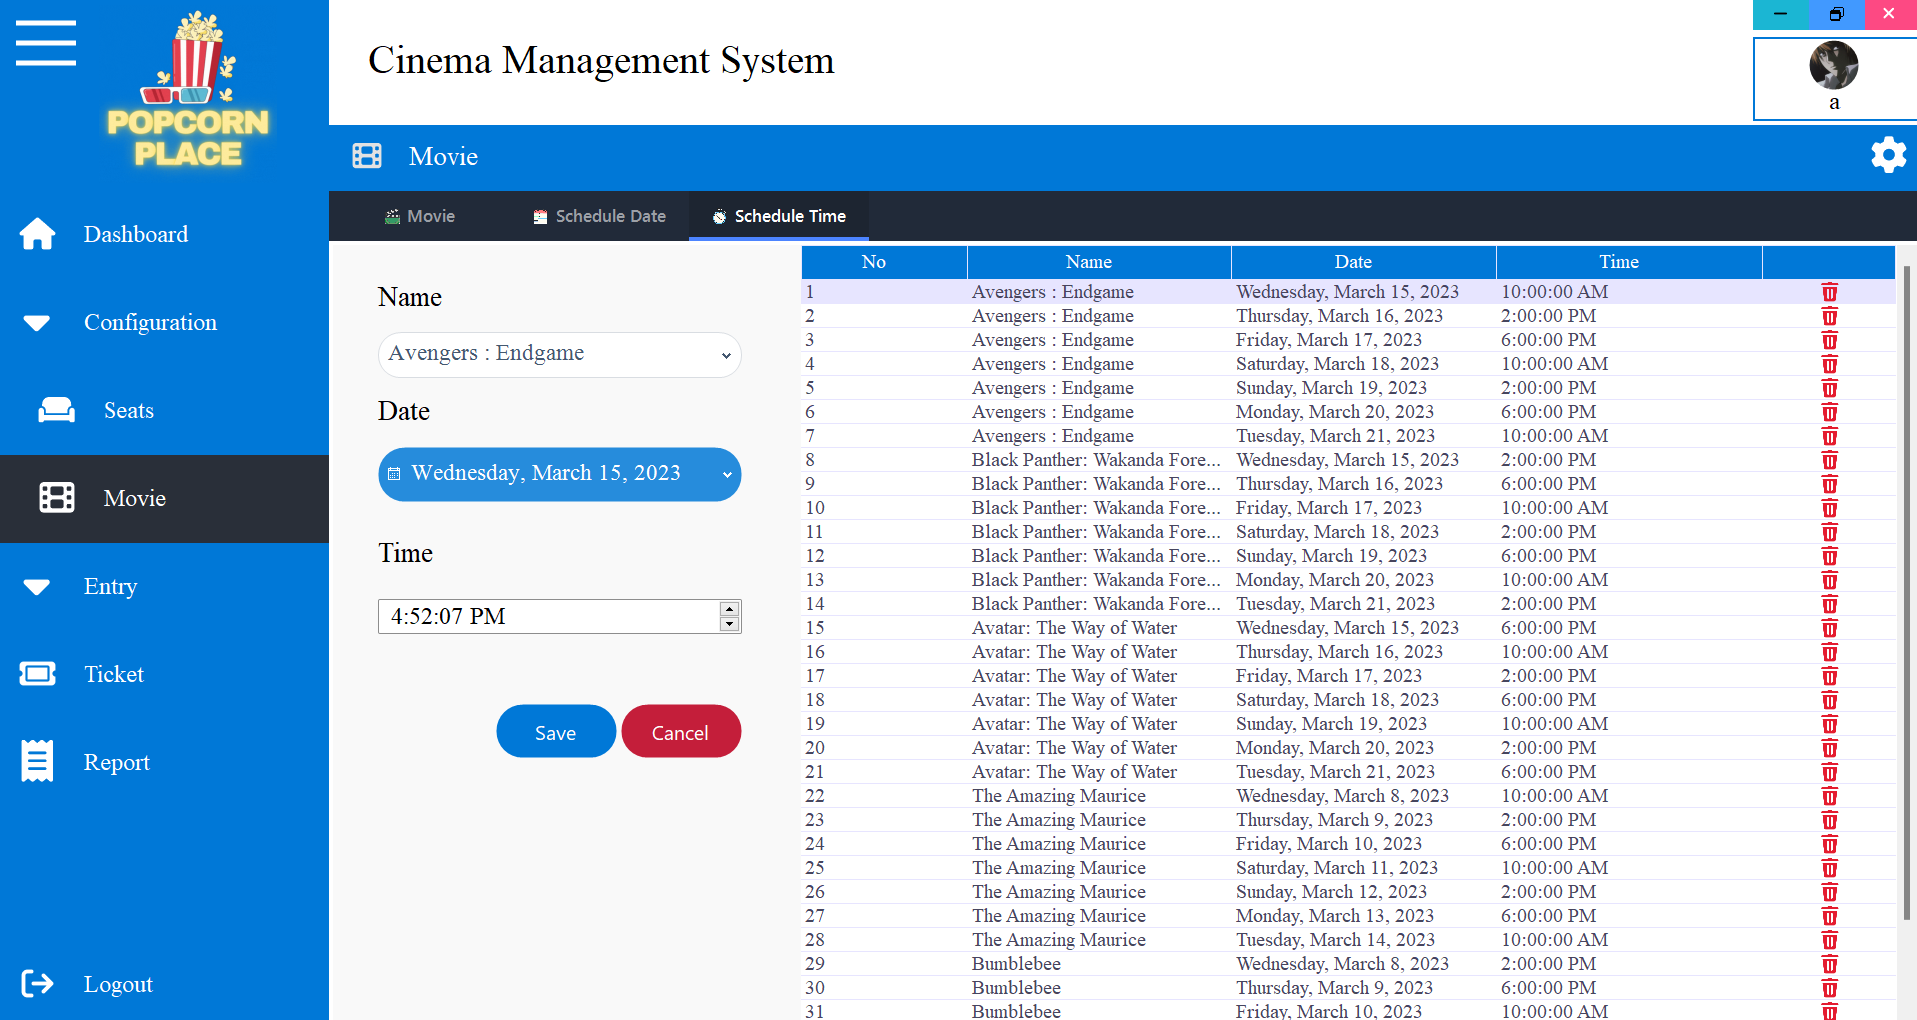 POPCORN
PLACE
Cinema Management System
a
Movie
Movie Schedule Date Schedule Time
Dashboard
Configuration
Seats
Movie
Entry
Ticket
Report
Logout
Name
Avengers : Endgame
Date
Wednesday, March 15, 2023
Time
4:52:07 PM
Save Cancel
No Name Date Time
1 Avengers : Endgame Wednesday, March 15, 2023 10:00:00 AM
2 Avengers : Endgame Thursday, March 16, 2023 2:00:00 PM
3 Avengers : Endgame Friday, March 17, 2023 6:00:00 PM
4 Avengers : Endgame Saturday, March 18, 2023 10:00:00 AM
5 Avengers : Endgame Sunday, March 19, 2023 2:00:00 PM
6 Avengers : Endgame Monday, March 20, 2023 6:00:00 PM
7 Avengers : Endgame Tuesday, March 21, 2023 10:00:00 AM
8 Black Panther: Wakanda Fore... Wednesday, March 15, 2023 2:00:00 PM
9 Black Panther: Wakanda Fore... Thursday, March 16, 2023 6:00:00 PM
10 Black Panther: Wakanda Fore... Friday, March 17, 2023 10:00:00 AM
11 Black Panther: Wakanda Fore... Saturday, March 18, 2023 2:00:00 PM
12 Black Panther: Wakanda Fore... Sunday, March 19, 2023 6:00:00 PM
13 Black Panther: Wakanda Fore... Monday, March 20, 2023 10:00:00 AM
14 Black Panther: Wakanda Fore... Tuesday, March 21, 2023 2:00:00 PM
15 Avatar: The Way of Water Wednesday, March 15, 2023 6:00:00 PM
16 Avatar: The Way of Water Thursday, March 16, 2023 10:00:00 AM
17 Avatar: The Way of Water Friday, March 17, 2023 2:00:00 PM
18 Avatar: The Way of Water Saturday, March 18, 2023 6:00:00 PM
19 Avatar: The Way of Water Sunday, March 19, 2023 10:00:00 AM
20 Avatar: The Way of Water Monday, March 20, 2023 2:00:00 PM
21 Avatar: The Way of Water Tuesday, March 21, 2023 6:00:00 PM
22 The Amazing Maurice Wednesday, March 8, 2023 10:00:00 AM
23 The Amazing Maurice Thursday, March 9, 2023 2:00:00 PM
24 The Amazing Maurice Friday, March 10, 2023 6:00:00 PM
25 The Amazing Maurice Saturday, March 11, 2023 10:00:00 AM
26 The Amazing Maurice Sunday, March 12, 2023 2:00:00 PM
27 The Amazing Maurice Monday, March 13, 2023 6:00:00 PM
28 The Amazing Maurice Tuesday, March 14, 2023 10:00:00 AM
29 Bumblebee Wednesday, March 8, 2023 2:00:00 PM
30 Bumblebee Thursday, March 9, 2023 6:00:00 PM
31 Bumblebee Friday, March 10, 2023 10:00:00 AM